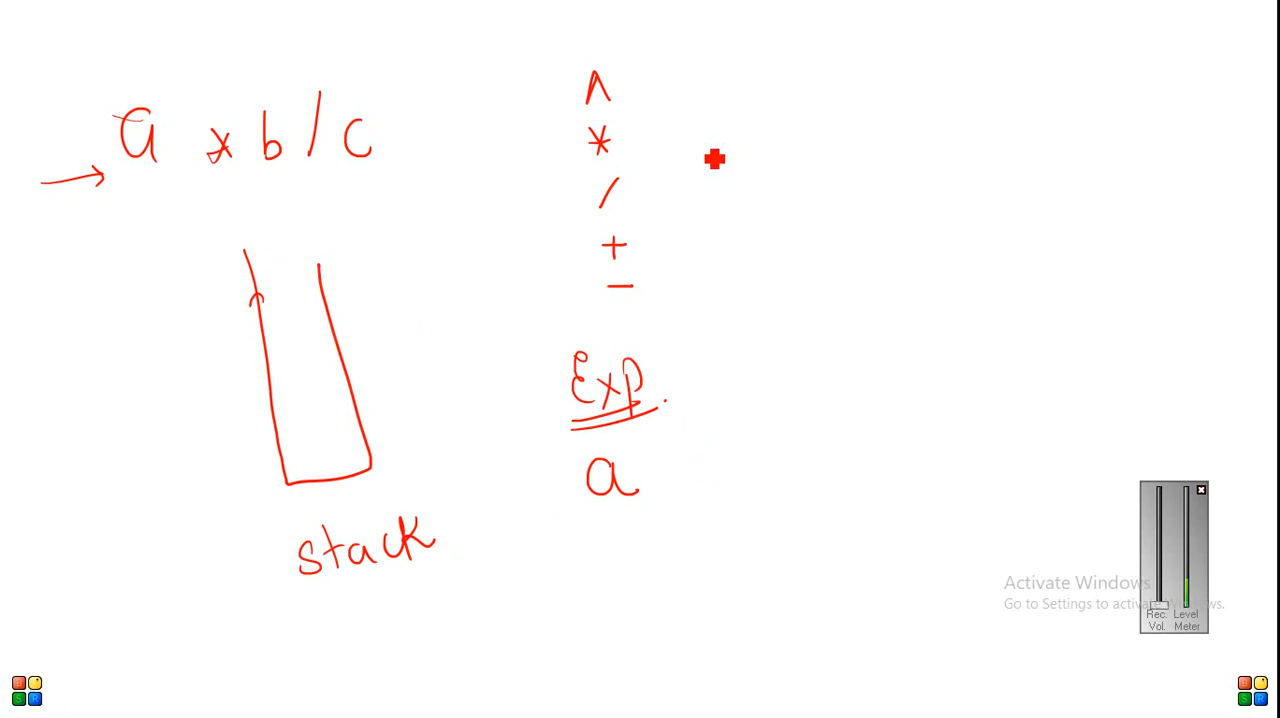 a * b / c
^
*
/
+
-
Exp.
a
stack
Activate Windows
Go to Settings to activate Windows.
Rec. Level
Vol. Meter